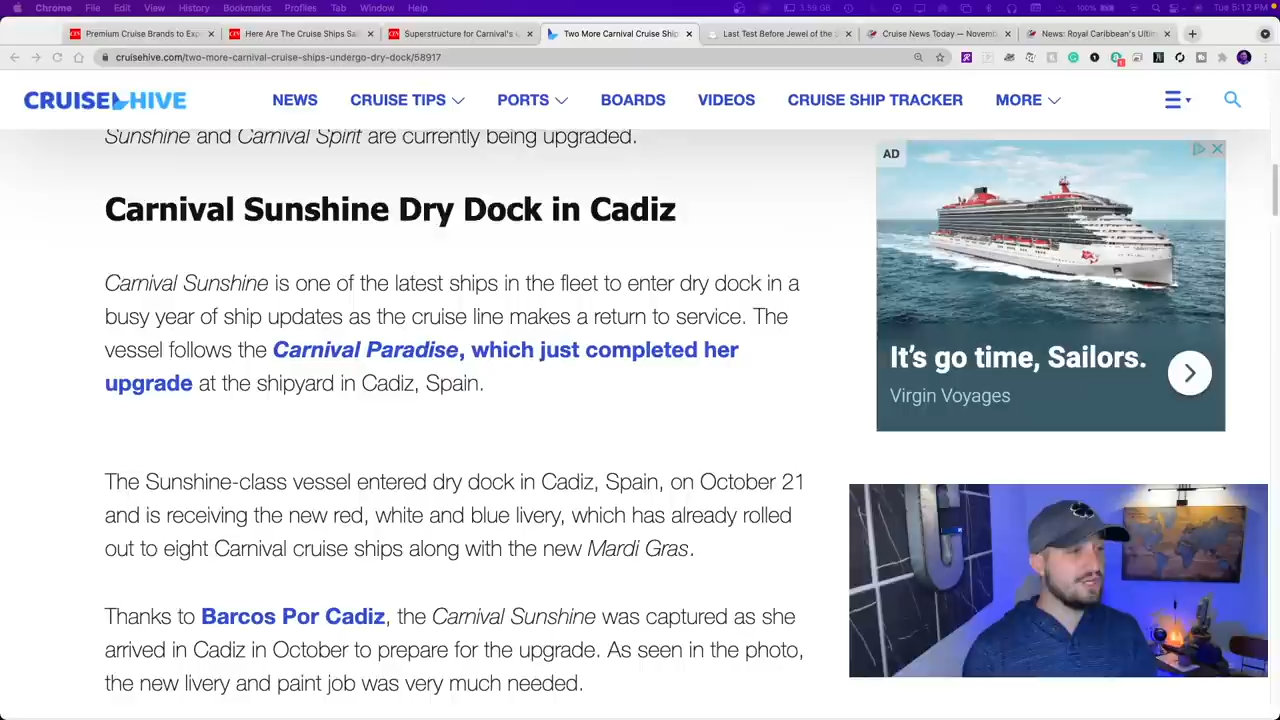 Chrome File Edit View History Bookmarks Profiles Tab Window Help 3.59 GB 100% Tue 5:12 PM
Premium Cruise Brands to Exp
Here Are The Cruise Ships Sai
Superstructure for Carnival's
Two More Carnival Cruise Ship
Last Test Before Jewel of the S
Cruise News Today — Novemb
News: Royal Caribbean's Ultim
cruisehive.com/two-more-carnival-cruise-ships-undergo-dry-dock/58917
CRUISE HIVE NEWS CRUISE TIPS PORTS BOARDS VIDEOS CRUISE SHIP TRACKER MORE
Sunshine and Carnival Spirit are currently being upgraded.
Carnival Sunshine Dry Dock in Cadiz
Carnival Sunshine is one of the latest ships in the fleet to enter dry dock in a
busy year of ship updates as the cruise line makes a return to service. The
vessel follows the Carnival Paradise, which just completed her
upgrade at the shipyard in Cadiz, Spain.
The Sunshine-class vessel entered dry dock in Cadiz, Spain, on October 21
and is receiving the new red, white and blue livery, which has already rolled
out to eight Carnival cruise ships along with the new Mardi Gras.
Thanks to Barcos Por Cadiz, the Carnival Sunshine was captured as she
arrived in Cadiz in October to prepare for the upgrade. As seen in the photo,
the new livery and paint job was very much needed.
AD
It's go time, Sailors.
Virgin Voyages